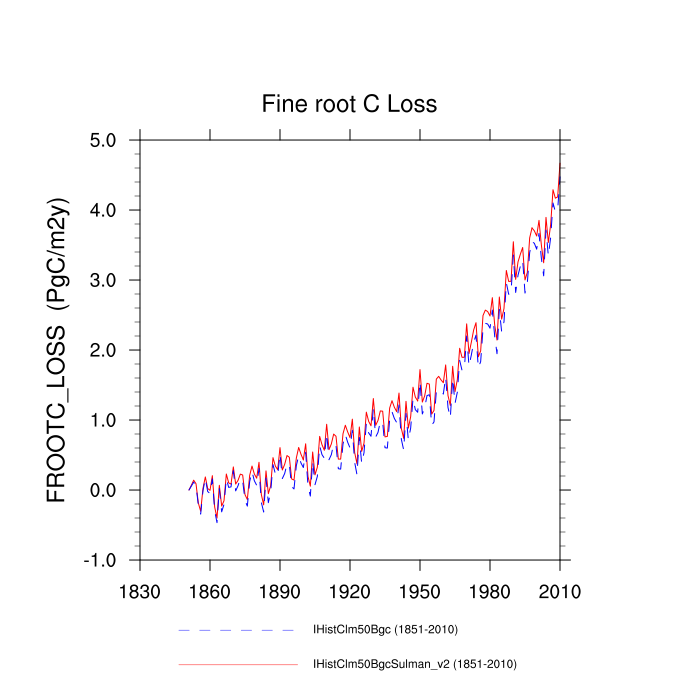 Fine root C Loss
FROOTC_LOSS (PgC/m2y)
5.0
4.0
3.0
2.0
1.0
0.0
-1.0
1830 1860 1890 1920 1950 1980 2010
IHistClm50Bgc (1851-2010)
IHistClm50BgcSulman_v2 (1851-2010)